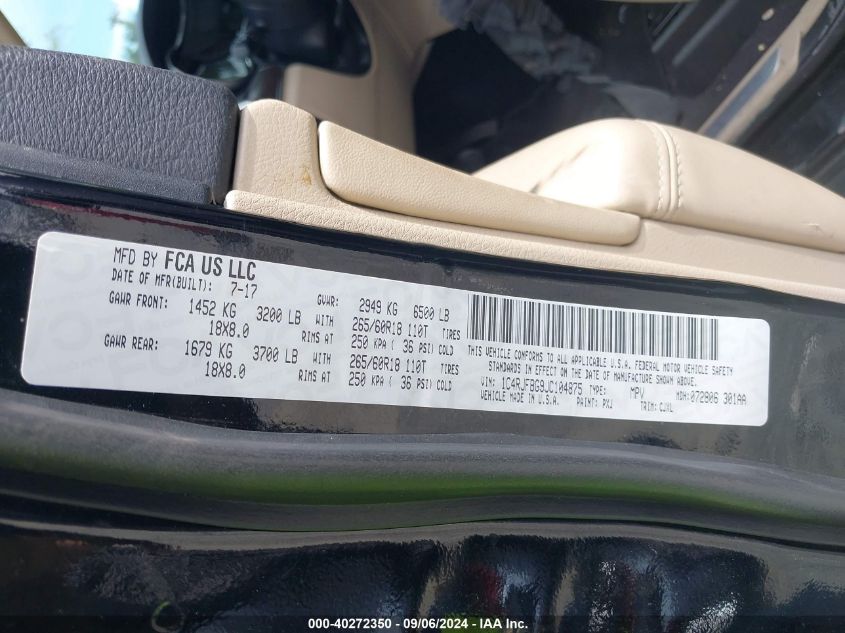 MFD BY FCA US LLC
DATE OF MFR(BUILT): 7-17
GAWR FRONT: 1452 KG 3200 LB WITH
18X8.0 RIMS AT
GAWR REAR: 1679 KG 3700 LB WITH
18X8.0 RIMS AT
GVWR: 2949 KG 6500 LB
265/60R18 110T TIRES
250 KPA ( 36 PSI) COLD
265/60R18 110T TIRES
250 KPA ( 36 PSI) COLD
THIS VEHICLE CONFORMS TO ALL APPLICABLE U.S.A. FEDERAL MOTOR VEHICLE SAFETY
STANDARDS IN EFFECT ON THE DATE OF MANUFACTURE SHOWN ABOVE.
VIN: 1C4RJFBG9JC104875 TYPE: MPV MDH:072906 301AA
VEHICLE MADE IN U.S.A. PAINT: PXJ TRIM: CJXL
000-40272350 - 09/06/2024 - IAA Inc.